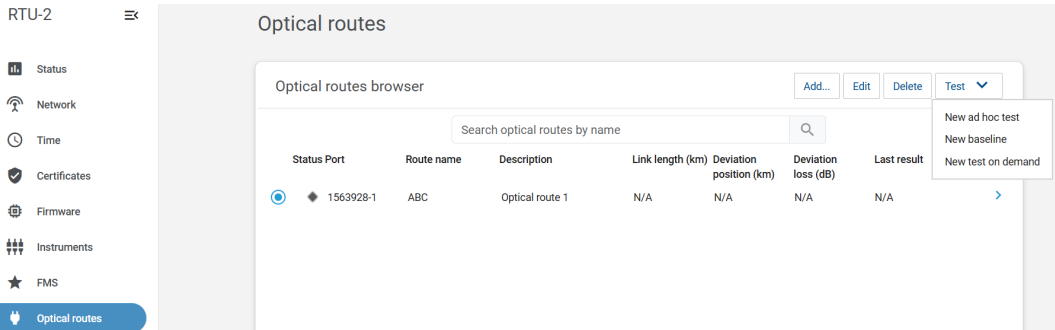 RTU-2
Status
Network
Time
Certificates
Firmware
Instruments
FMS
Optical routes
Optical routes
Optical routes browser
Add... Edit Delete Test
New ad hoc test
New baseline
New test on demand
Search optical routes by name
Status Port Route name Description Link length (km) Deviation position (km) Deviation loss (dB) Last result
1563928-1 ABC Optical route 1 N/A N/A N/A N/A